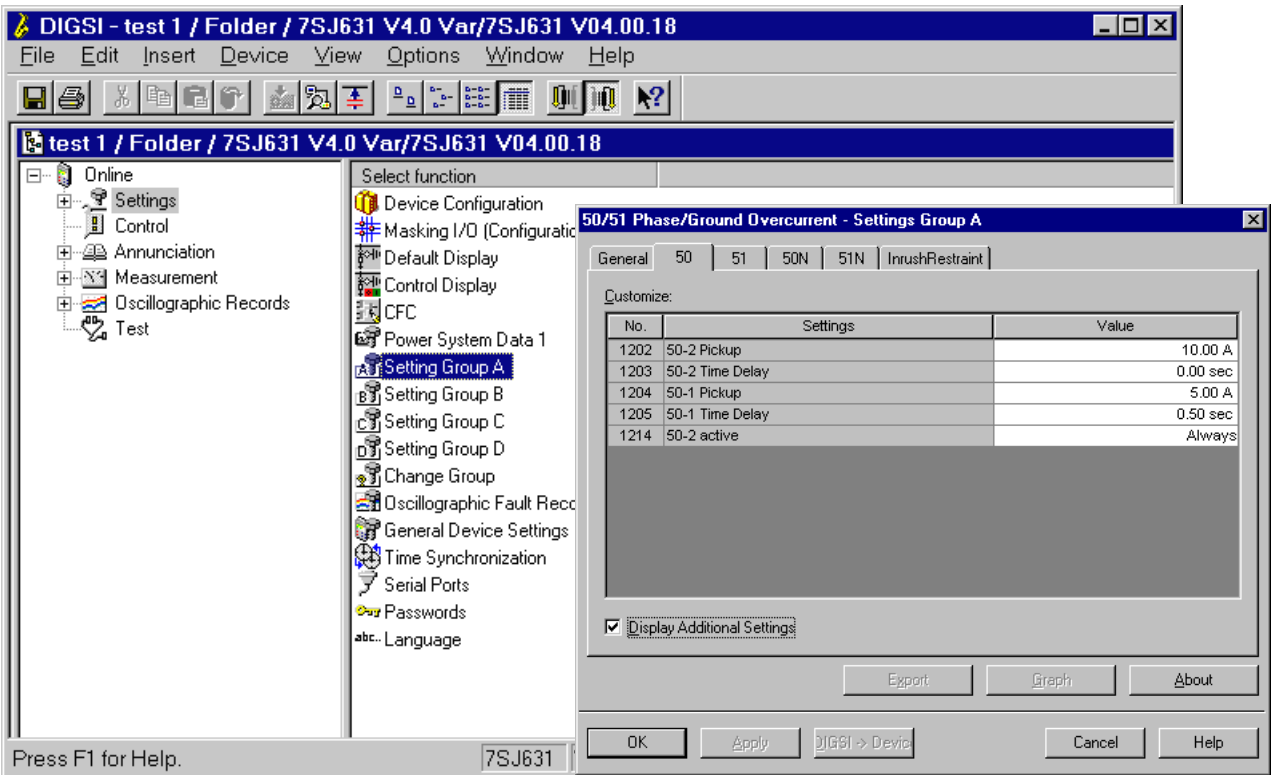 DIGSI - test 1 / Folder / 7SJ631 V4.0 Var/7SJ631 V04.00.18
File Edit Insert Device View Options Window Help
test 1 / Folder / 7SJ631 V4.0 Var/7SJ631 V04.00.18
Online
Settings
Control
Annunciation
Measurement
Oscillographic Records
Test
Select function
Device Configuration
Masking I/O (Configuratic
Default Display
Control Display
CFC
Power System Data 1
Setting Group A
Setting Group B
Setting Group C
Setting Group D
Change Group
Oscillographic Fault Recc
General Device Settings
Time Synchronization
Serial Ports
Passwords
abc.. Language
50/51 Phase/Ground Overcurrent - Settings Group A
General 50 51 50N 51N InrushRestraint
Customize:
No. Settings Value
1202 50-2 Pickup 10.00 A
1203 50-2 Time Delay 0.00 sec
1204 50-1 Pickup 5.00 A
1205 50-1 Time Delay 0.50 sec
1214 50-2 active Always
Display Additional Settings
Export Graph About
OK Apply DIGSI -> Devic Cancel Help
Press F1 for Help. 7SJ631